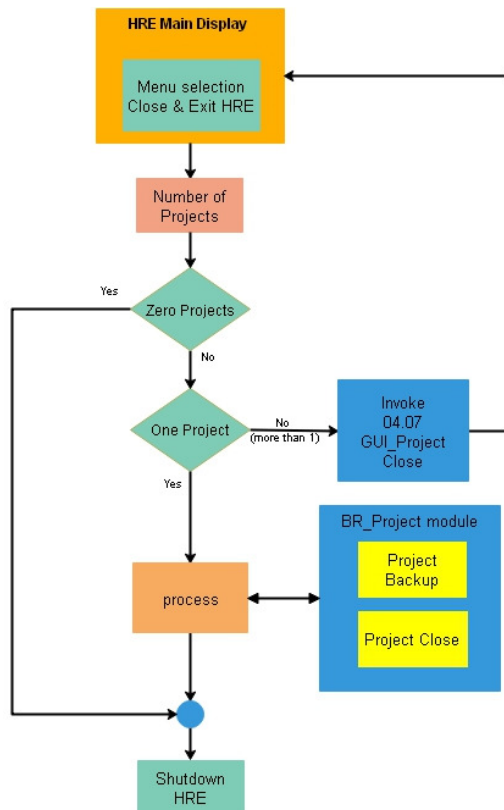 HRE Main Display
Menu selection
Close & Exit HRE
Number of
Projects
Yes
Zero Projects
No
One Project
No
(more than 1)
Invoke
04.07
GUI_Project
Close
Yes
BR_Project module
Project
Backup
process
Project Close
Shutdown
HRE